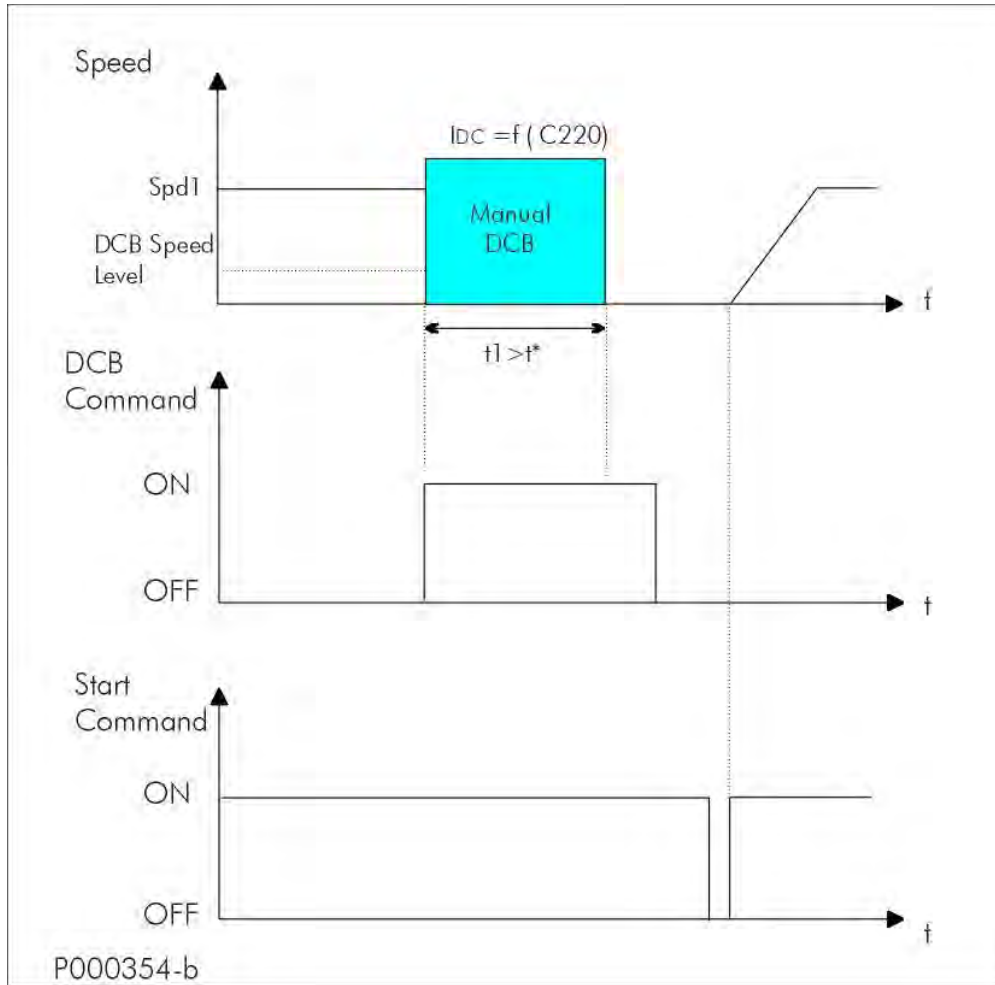 Speed
IDC =f ( C220)
Spd1
Manual
DCB
DCB Speed
Level
t
t1 >t*
DCB
Command
ON
OFF
t
Start
Command
ON
OFF
t
P000354-b